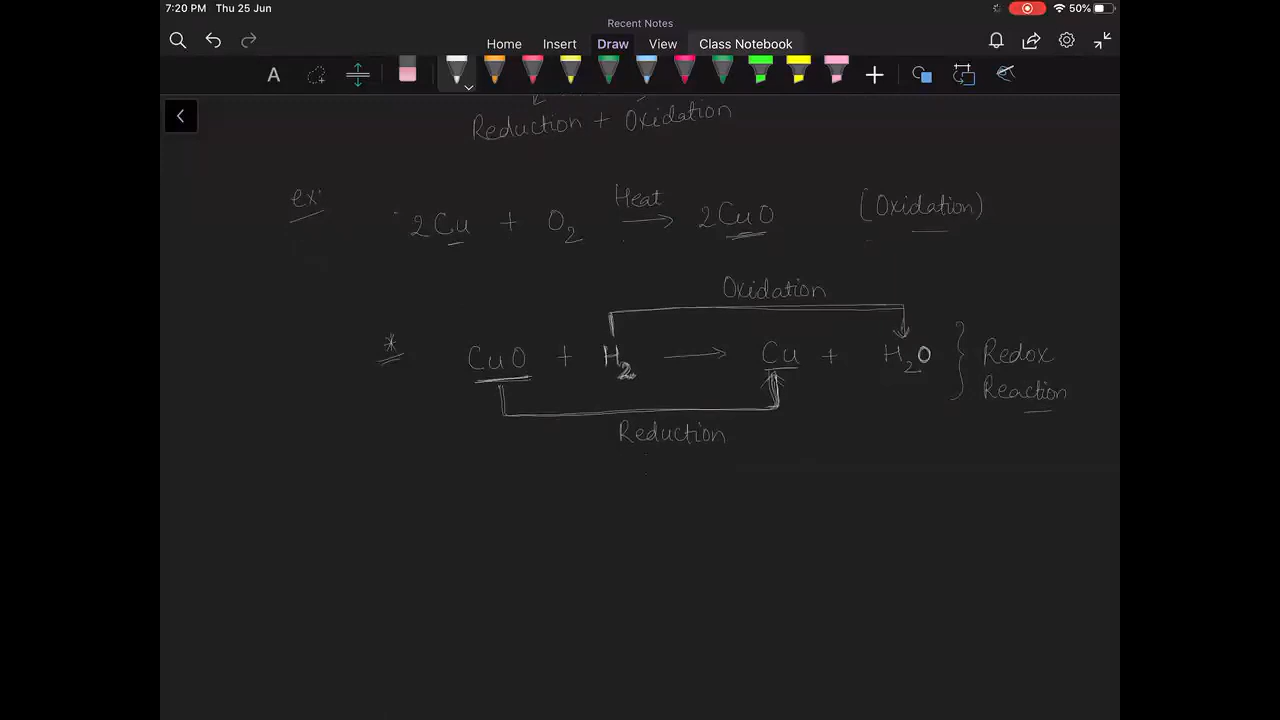 7:20 PM Thu 25 Jun
50%
Recent Notes
Home Insert Draw View Class Notebook
A
Reduction + Oxidation
ex:
2Cu + O2 Heat → 2CuO (Oxidation)
Oxidation
* CuO + H2 → Cu + H2O } Redox
Reaction
Reduction